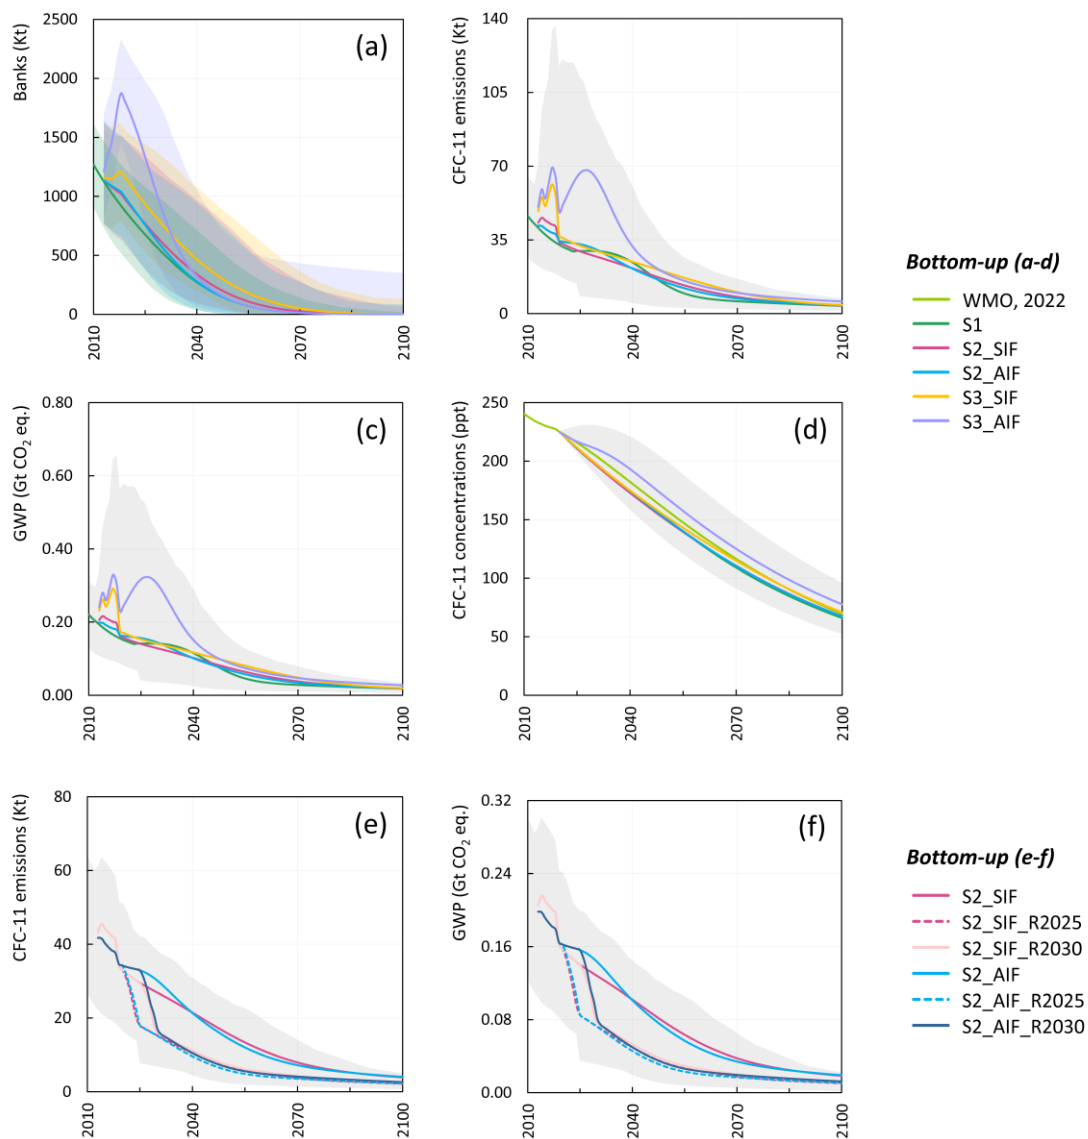 Banks (Kt)
2500
2000
1500
1000
500
0
2010
2040
2070
2100
(a)
CFC-11 emissions (Kt)
140
105
70
35
0
2010
2040
2070
2100
(b)
Bottom-up (a-d)
WMO, 2022
S1
S2_SIF
S2_AIF
S3_SIF
S3_AIF
GWP (Gt CO₂ eq.)
0.80
0.60
0.40
0.20
0.00
2010
2040
2070
2100
(c)
CFC-11 concentrations (ppt)
250
200
150
100
50
0
2010
2040
2070
2100
(d)
CFC-11 emissions (Kt)
80
60
40
20
0
2010
2040
2070
2100
(e)
GWP (Gt CO₂ eq.)
0.32
0.24
0.16
0.08
0.00
2010
2040
2070
2100
(f)
Bottom-up (e-f)
S2_SIF
S2_SIF_R2025
S2_SIF_R2030
S2_AIF
S2_AIF_R2025
S2_AIF_R2030